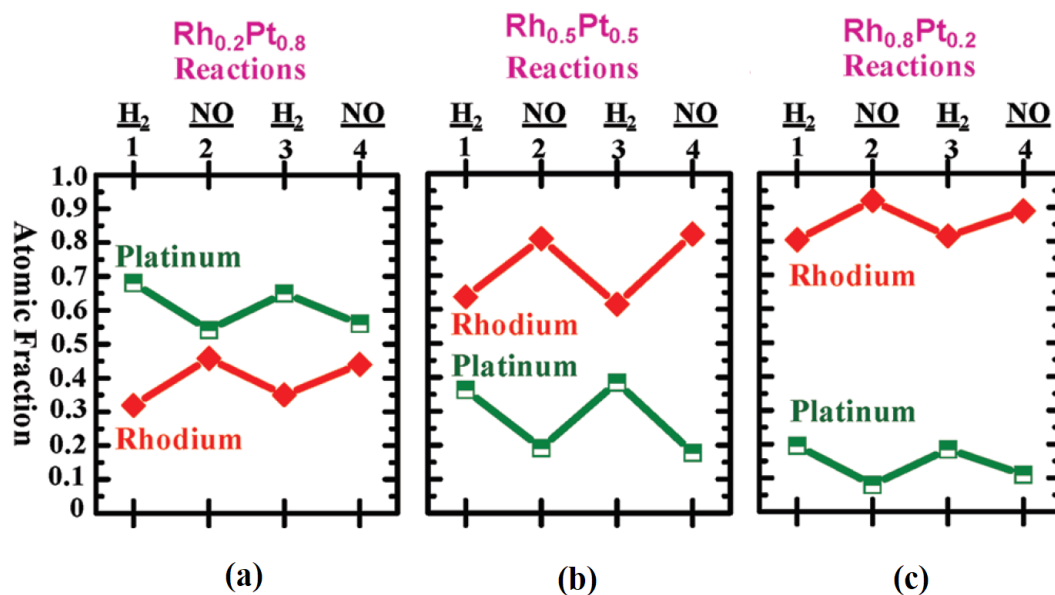 Rh0.2Pt0.8
Reactions
H2 NO H2 NO
1 2 3 4
Rh0.5Pt0.5
Reactions
H2 NO H2 NO
1 2 3 4
Rh0.8Pt0.2
Reactions
H2 NO H2 NO
1 2 3 4
Atomic Fraction
1.0
0.9
0.8
0.7
0.6
0.5
0.4
0.3
0.2
0.1
0
Platinum
Rhodium
Rhodium
Platinum
Rhodium
Platinum
(a)
(b)
(c)